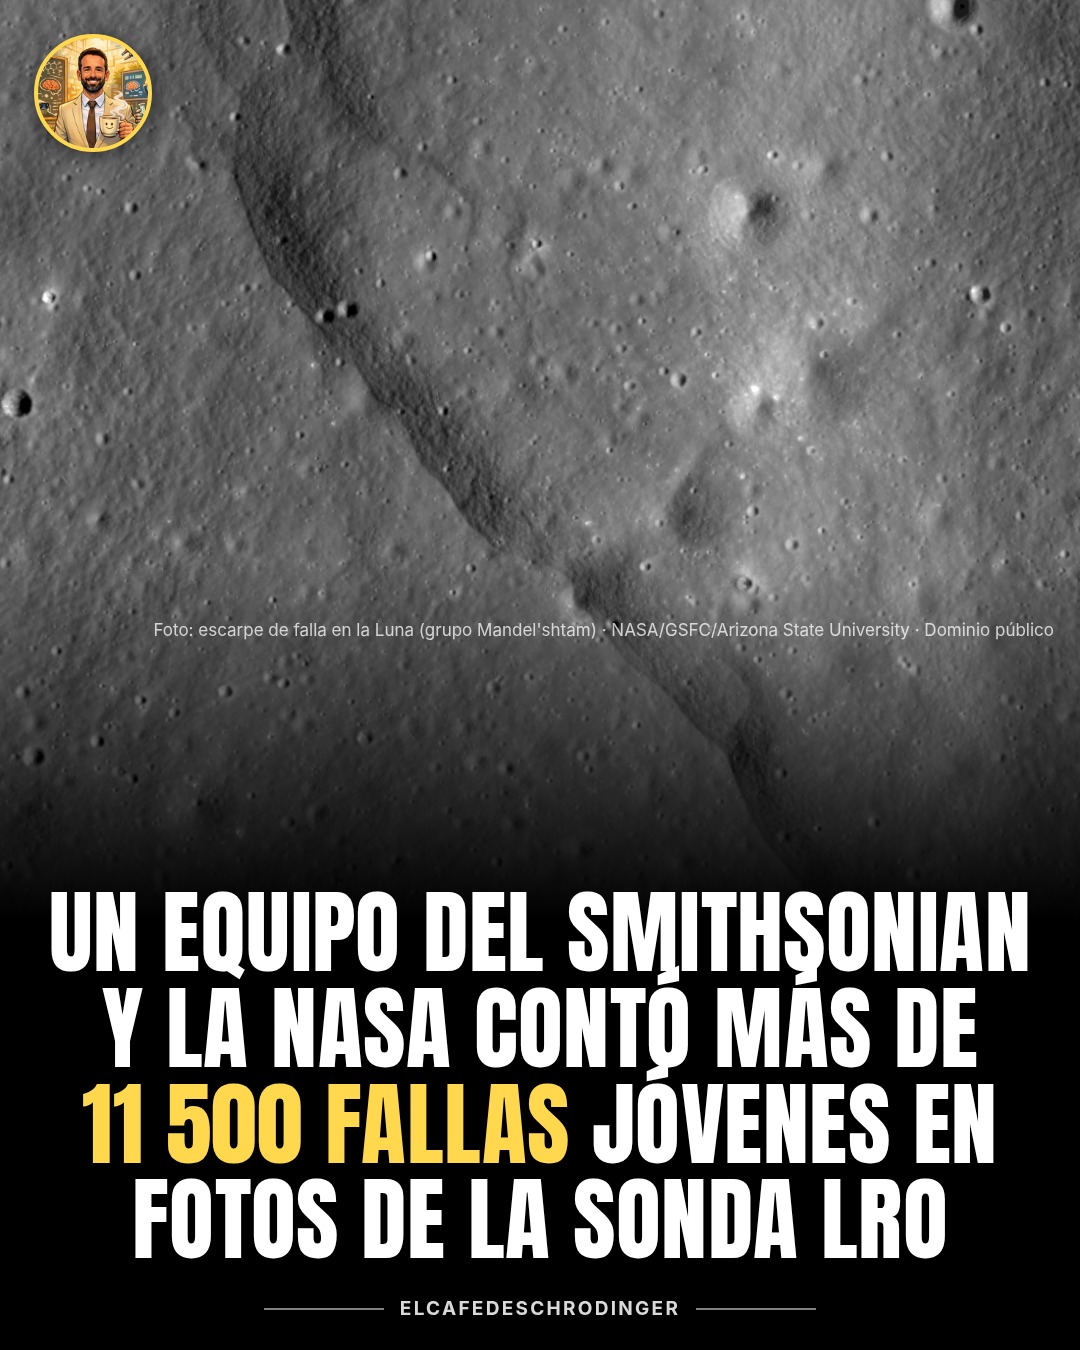 Foto: escarpe de falla en la Luna (grupo Mandel'shtam) · NASA/GSFC/Arizona State University · Dominio público
UN EQUIPO DEL SMITHSONIAN
Y LA NASA CONTÓ MÁS DE
11 500 FALLAS JÓVENES EN
FOTOS DE LA SONDA LRO
ELCAFEDESCHRODINGER